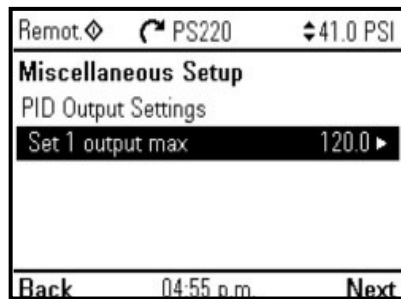 Remot. PS220 41.0 PSI
Miscellaneous Setup
PID Output Settings
Set 1 output max 120.0
Back 04:55 p.m. Next